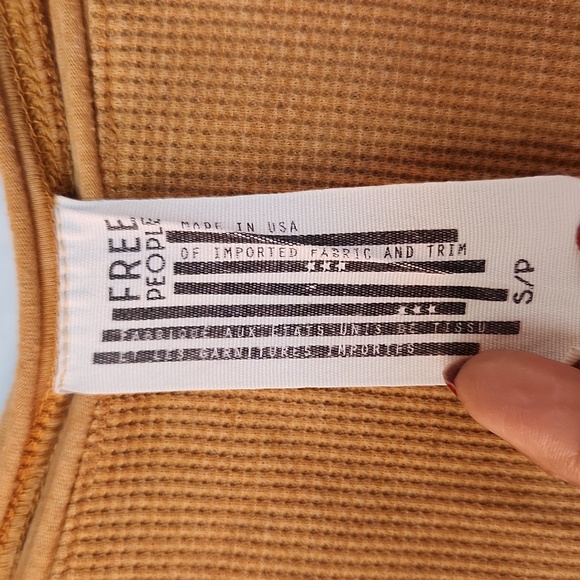 FREE
PEOPLE
MADE IN USA
OF IMPORTED FABRIC AND TRIM
***
***
FABRIQUE AUX ETATS UNIS DE TISSU
ET LES GARNITURES IMPORTES
S/P